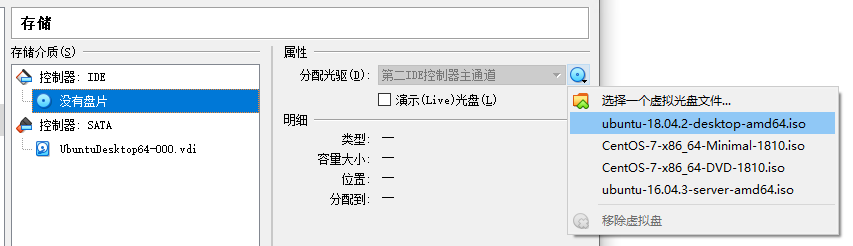 存储
存储介质(S)
控制器: IDE
没有盘片
控制器: SATA
UbuntuDesktop64-000.vdi
属性
分配光驱(D): 第二IDE控制器主通道
演示(Live)光盘(L)
明细
类型: —
容量大小: —
位置: —
分配到: —
选择一个虚拟光盘文件...
ubuntu-18.04.2-desktop-amd64.iso
CentOS-7-x86_64-Minimal-1810.iso
CentOS-7-x86_64-DVD-1810.iso
ubuntu-16.04.3-server-amd64.iso
移除虚拟盘